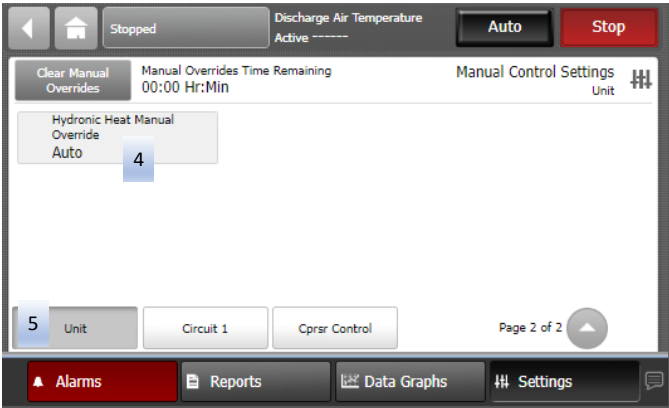 Stopped
Discharge Air Temperature
Active ------
Auto
Stop
Clear Manual
Overrides
Manual Overrides Time Remaining
00:00 Hr:Min
Manual Control Settings
Unit
Hydronic Heat Manual
Override
Auto
4
5
Unit
Circuit 1
Cprsr Control
Page 2 of 2
Alarms
Reports
Data Graphs
Settings